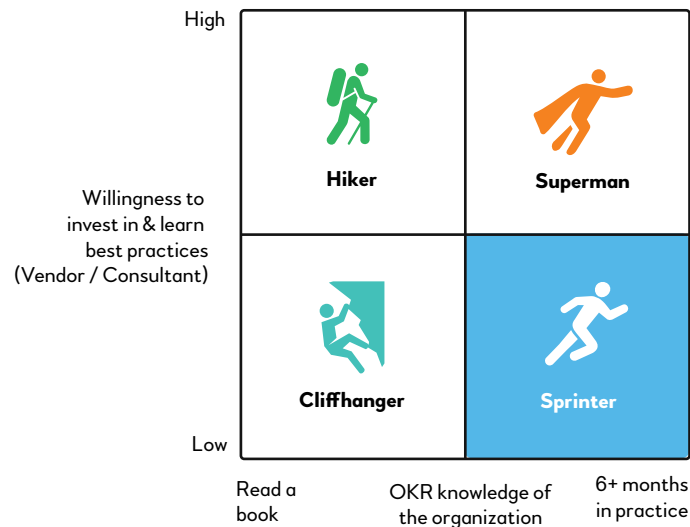 High
Hiker
Superman
Willingness to
invest in & learn
best practices
(Vendor / Consultant)
Cliffhanger
Sprinter
Low
Read a
book
OKR knowledge of
the organization
6+ months
in practice